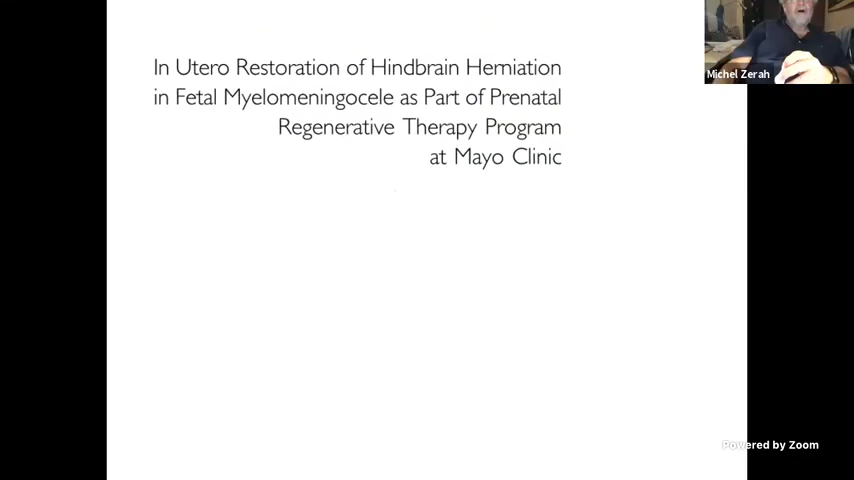 In Utero Restoration of Hindbrain Herniation
in Fetal Myelomeningocele as Part of Prenatal
Regenerative Therapy Program
at Mayo Clinic
Michel Zerah
Powered by Zoom